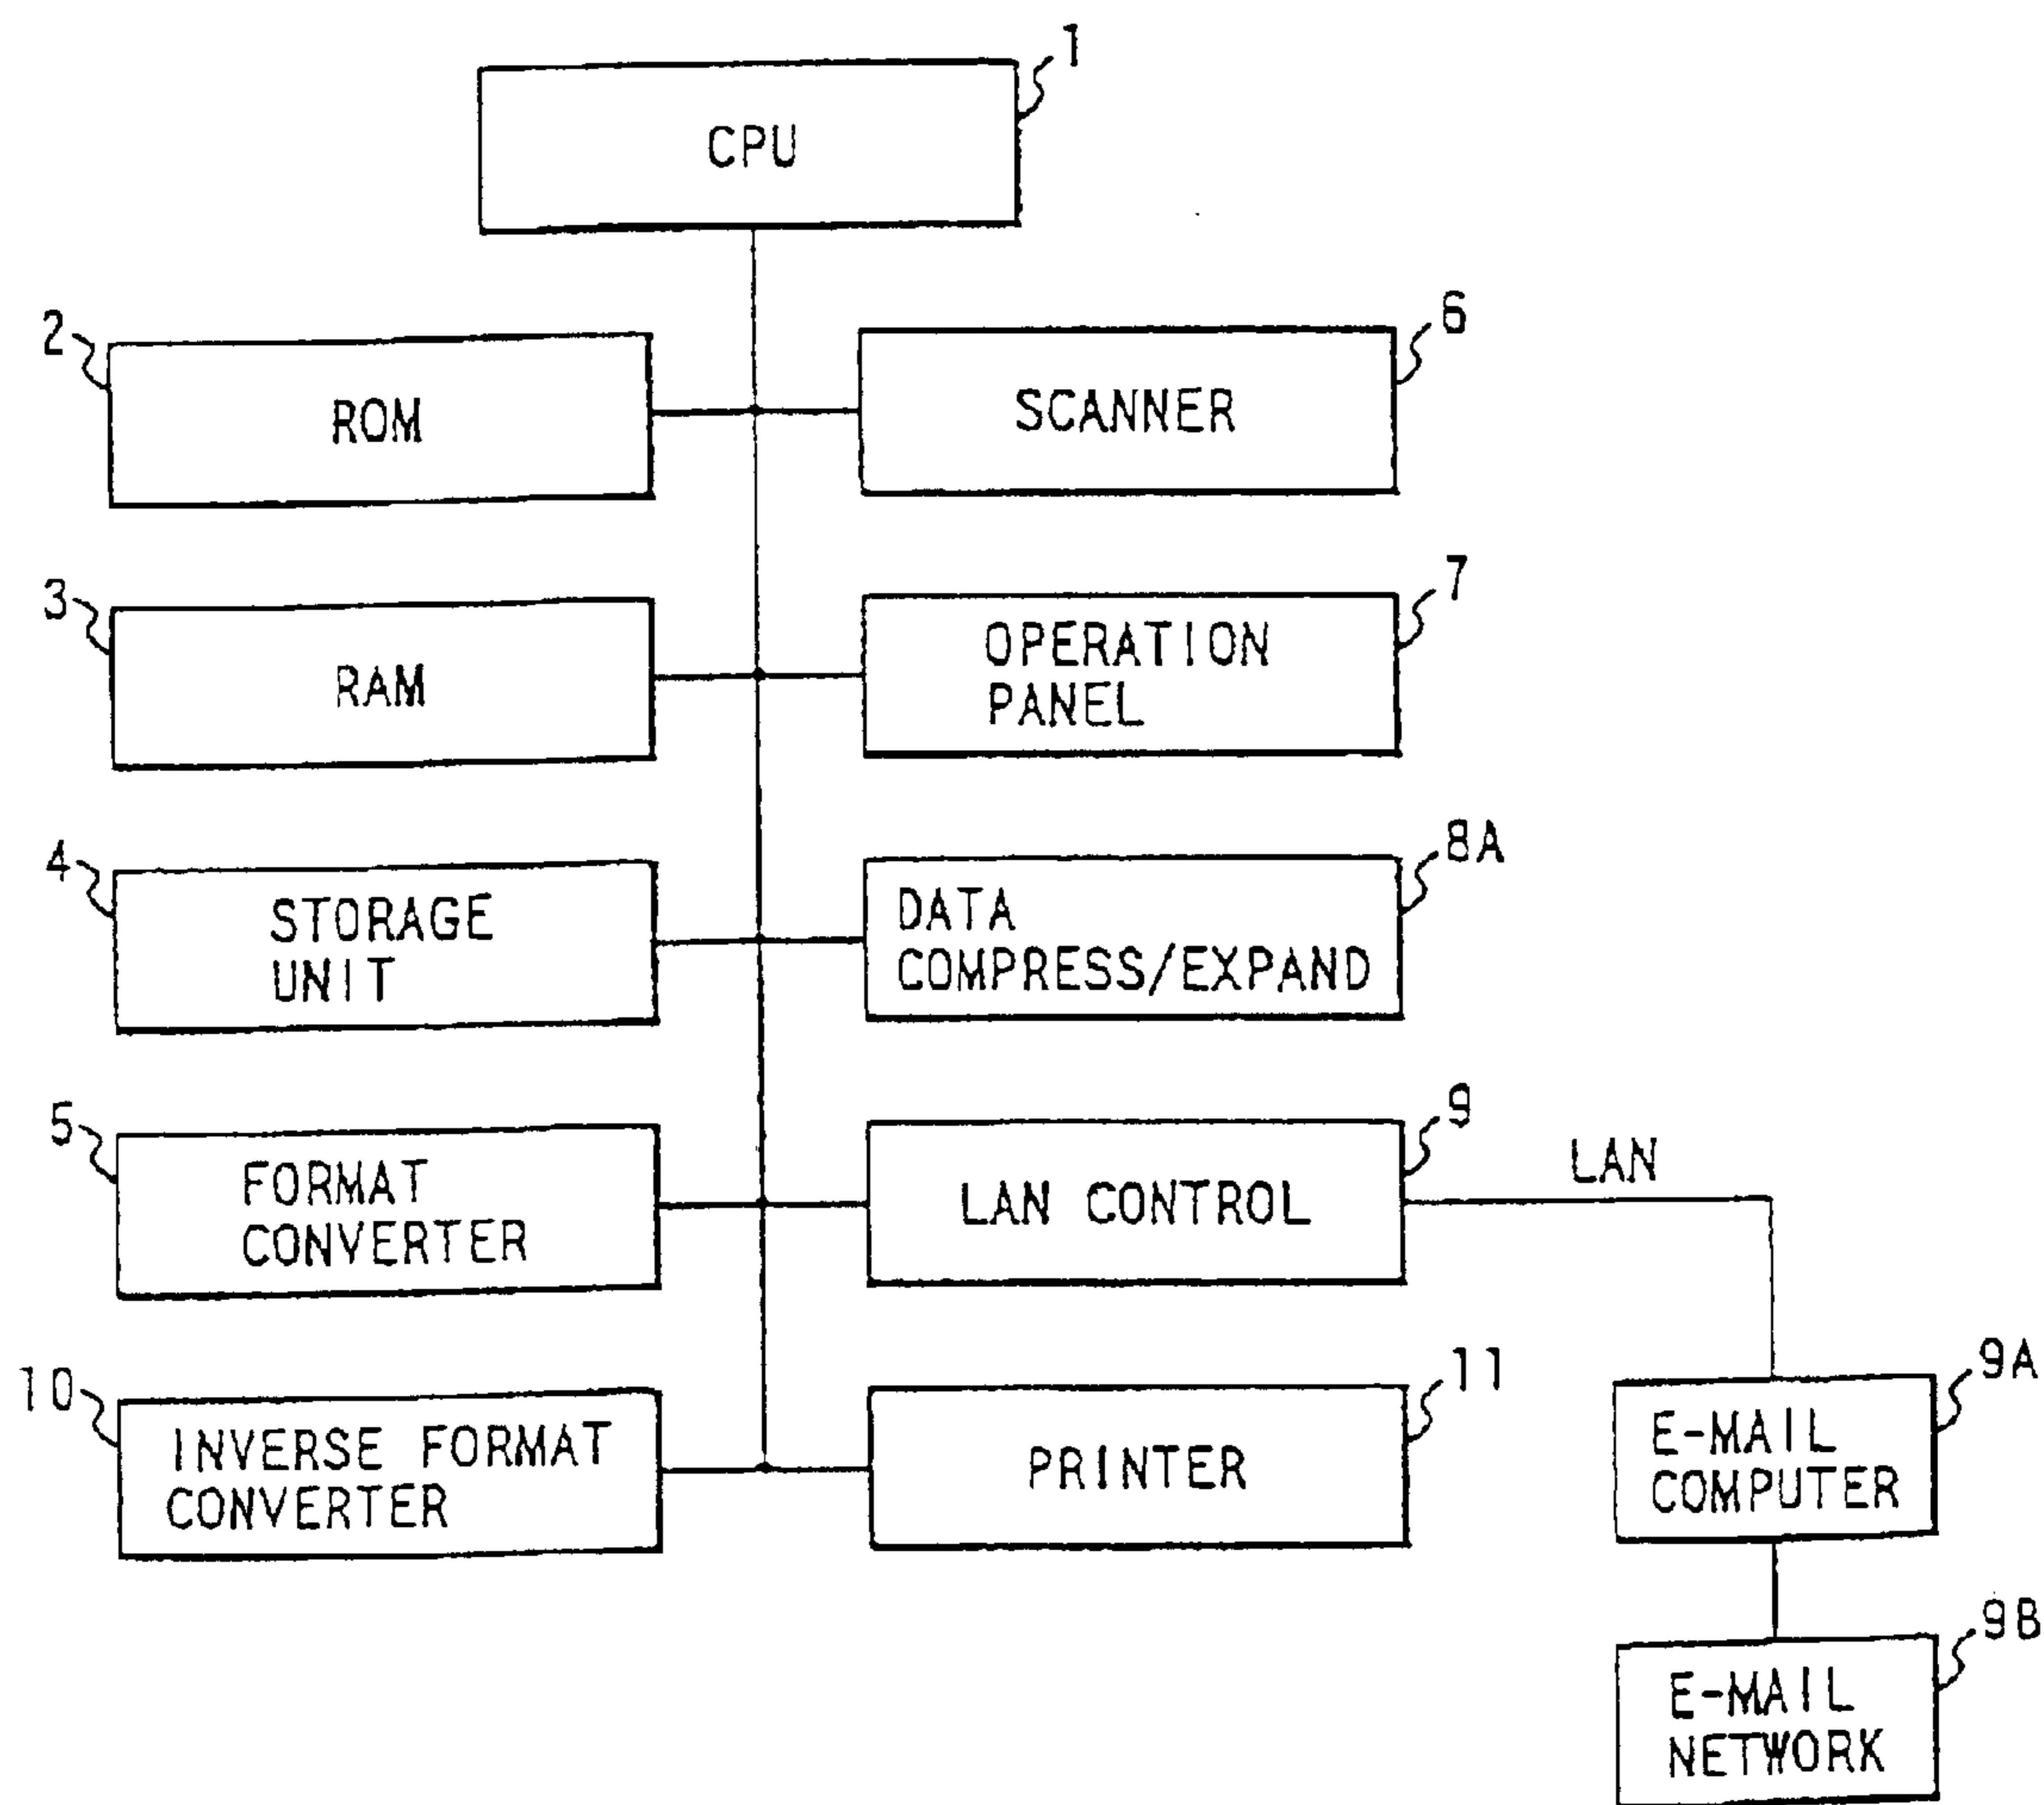 1
CPU
2
ROM
6
SCANNER
3
RAM
7
OPERATION
PANEL
4
STORAGE
UNIT
8A
DATA
COMPRESS/EXPAND
5
FORMAT
CONVERTER
9
LAN CONTROL
LAN
10
INVERSE FORMAT
CONVERTER
11
PRINTER
9A
E-MAIL
COMPUTER
9B
E-MAIL
NETWORK